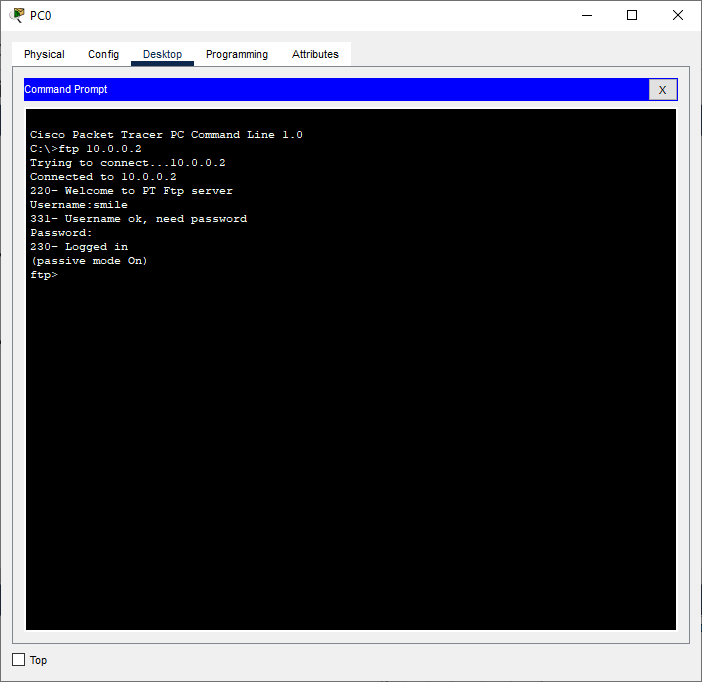 PC0
Physical Config Desktop Programming Attributes
Command Prompt
X
Cisco Packet Tracer PC Command Line 1.0
C:\>ftp 10.0.0.2
Trying to connect...10.0.0.2
Connected to 10.0.0.2
220- Welcome to PT Ftp server
Username:smile
331- Username ok, need password
Password:
230- Logged in
(passive mode On)
ftp>
Top